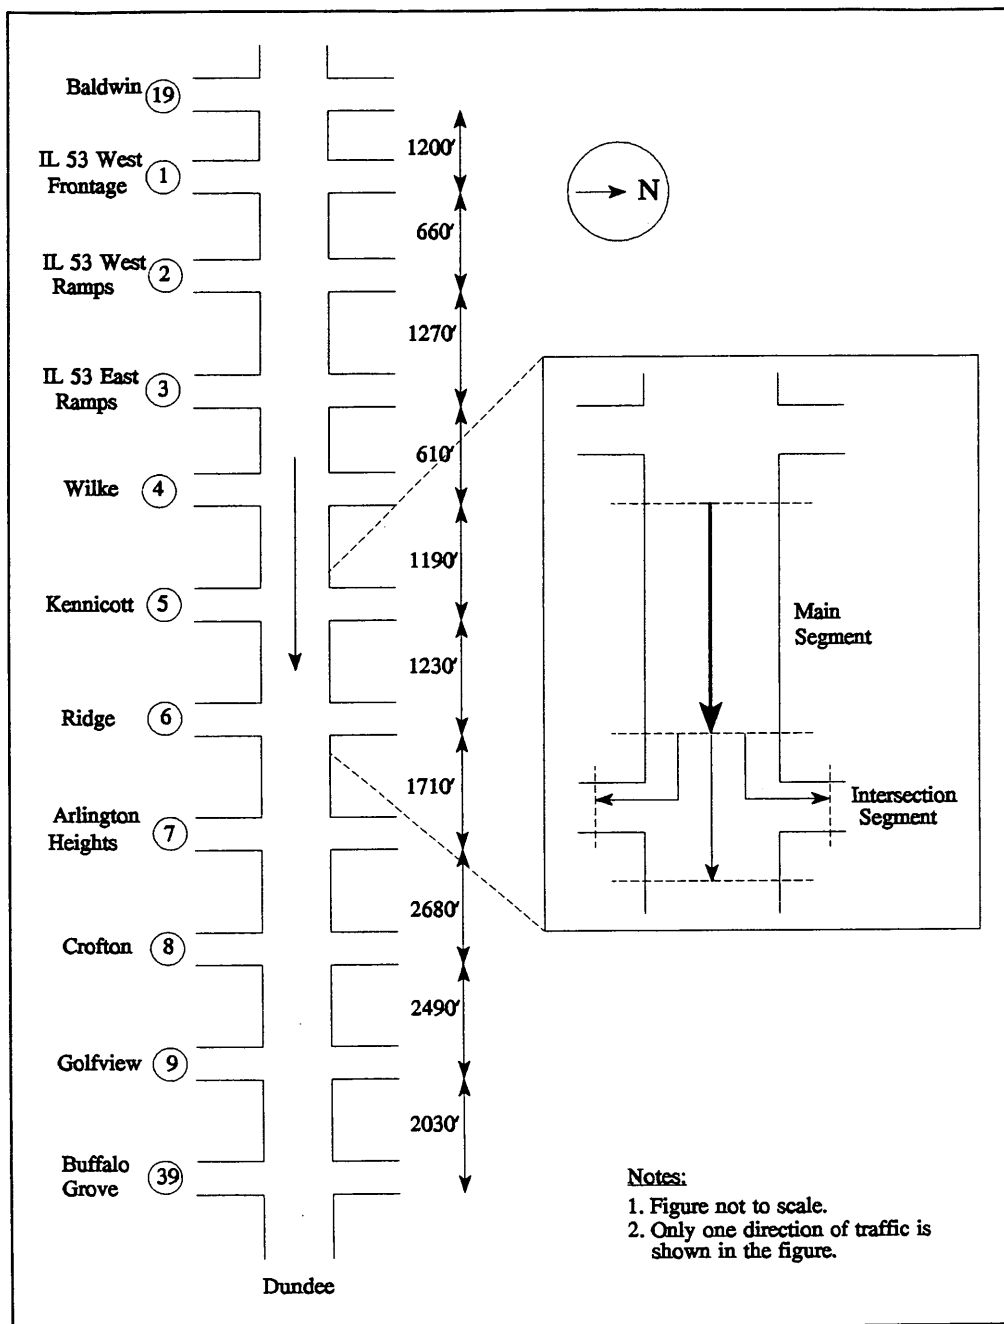 Baldwin 19
1200'
IL 53 West
Frontage 1
N
660'
IL 53 West
Ramps 2
1270'
IL 53 East
Ramps 3
610'
Wilke 4
1190'
Kennicott 5
Main
Segment
1230'
Ridge 6
1710'
Intersection
Segment
Arlington
Heights 7
2680'
Crofton 8
2490'
Golfview 9
2030'
Buffalo
Grove 39
Dundee
Notes:
1. Figure not to scale.
2. Only one direction of traffic is
shown in the figure.